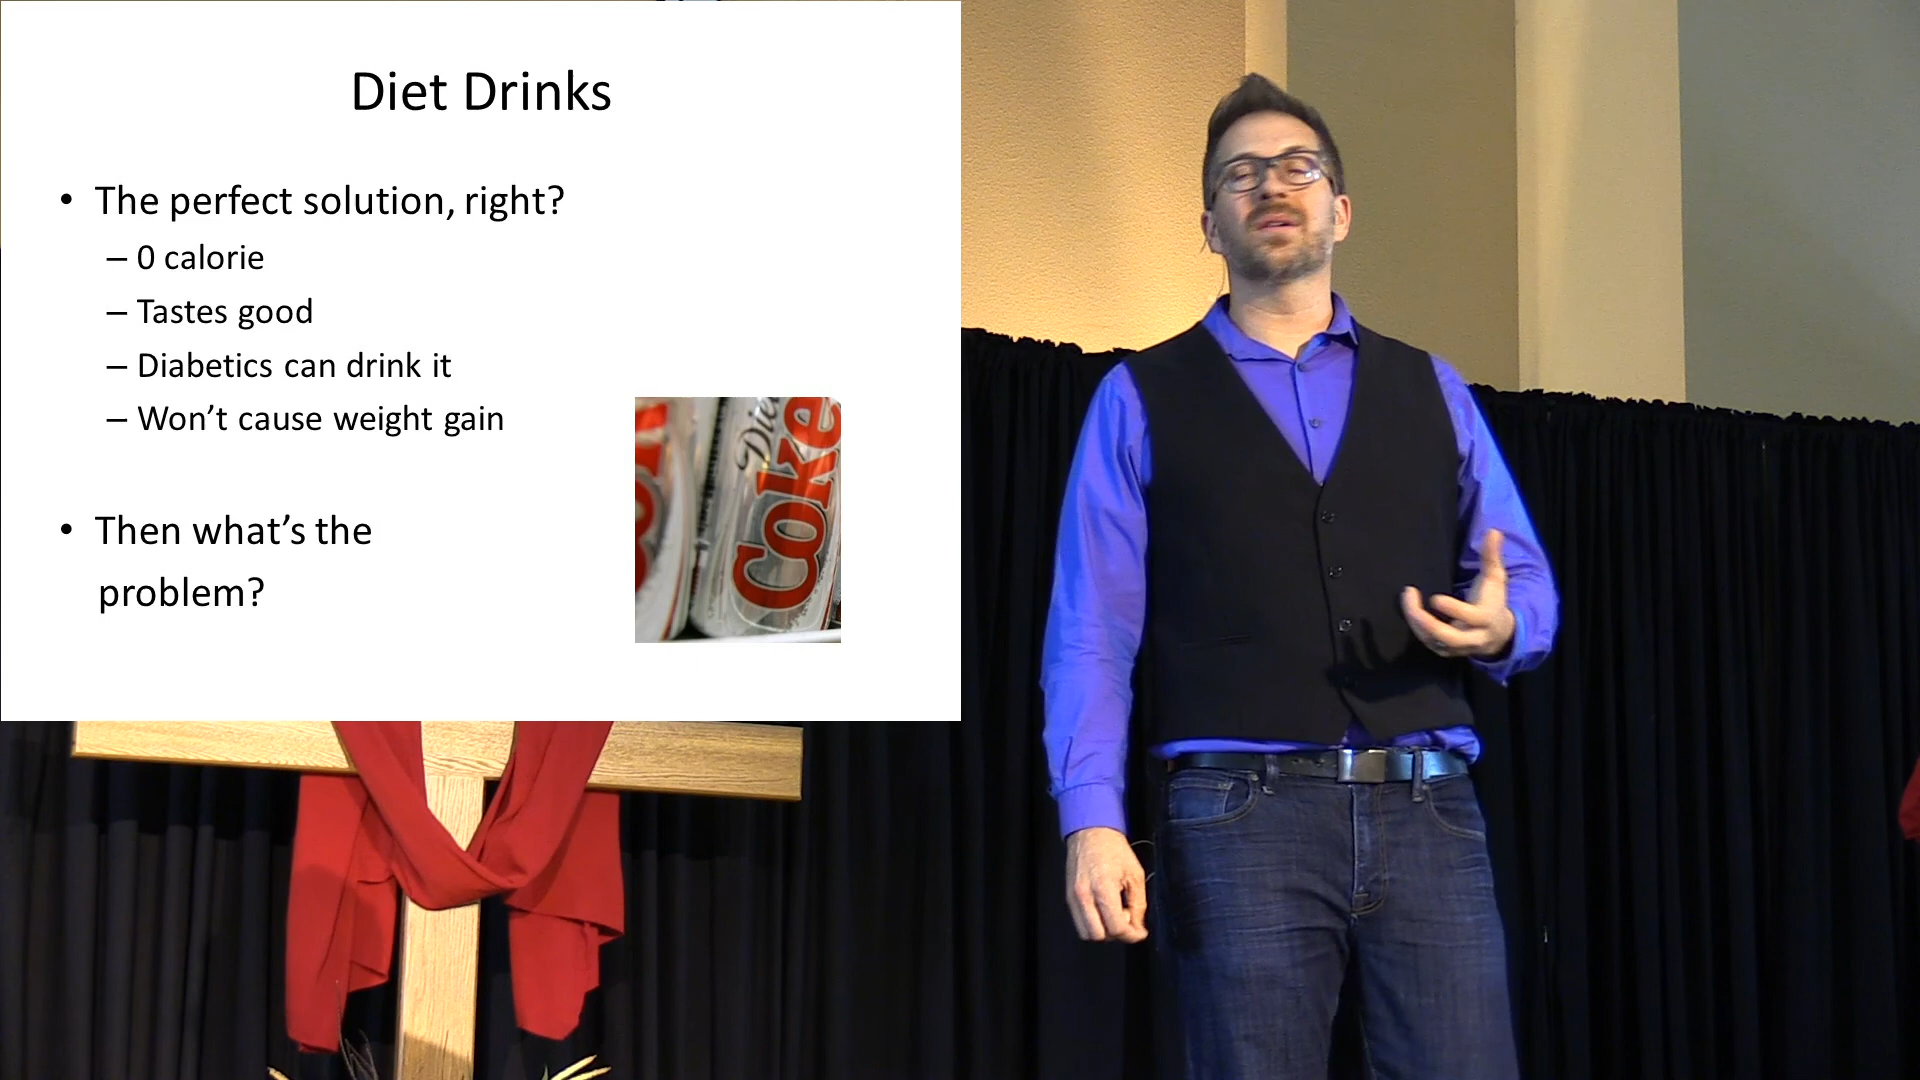 Diet Drinks
• The perfect solution, right?
– 0 calorie
– Tastes good
– Diabetics can drink it
– Won’t cause weight gain
• Then what’s the
problem?
Diet
Coke